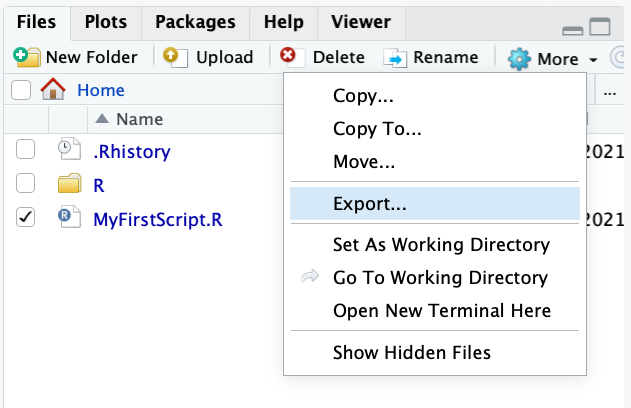 Files Plots Packages Help Viewer
New Folder Upload Delete Rename More
Home ...
Name
.Rhistory 2021
R
MyFirstScript.R 2021
Copy...
Copy To...
Move...
Export...
Set As Working Directory
Go To Working Directory
Open New Terminal Here
Show Hidden Files